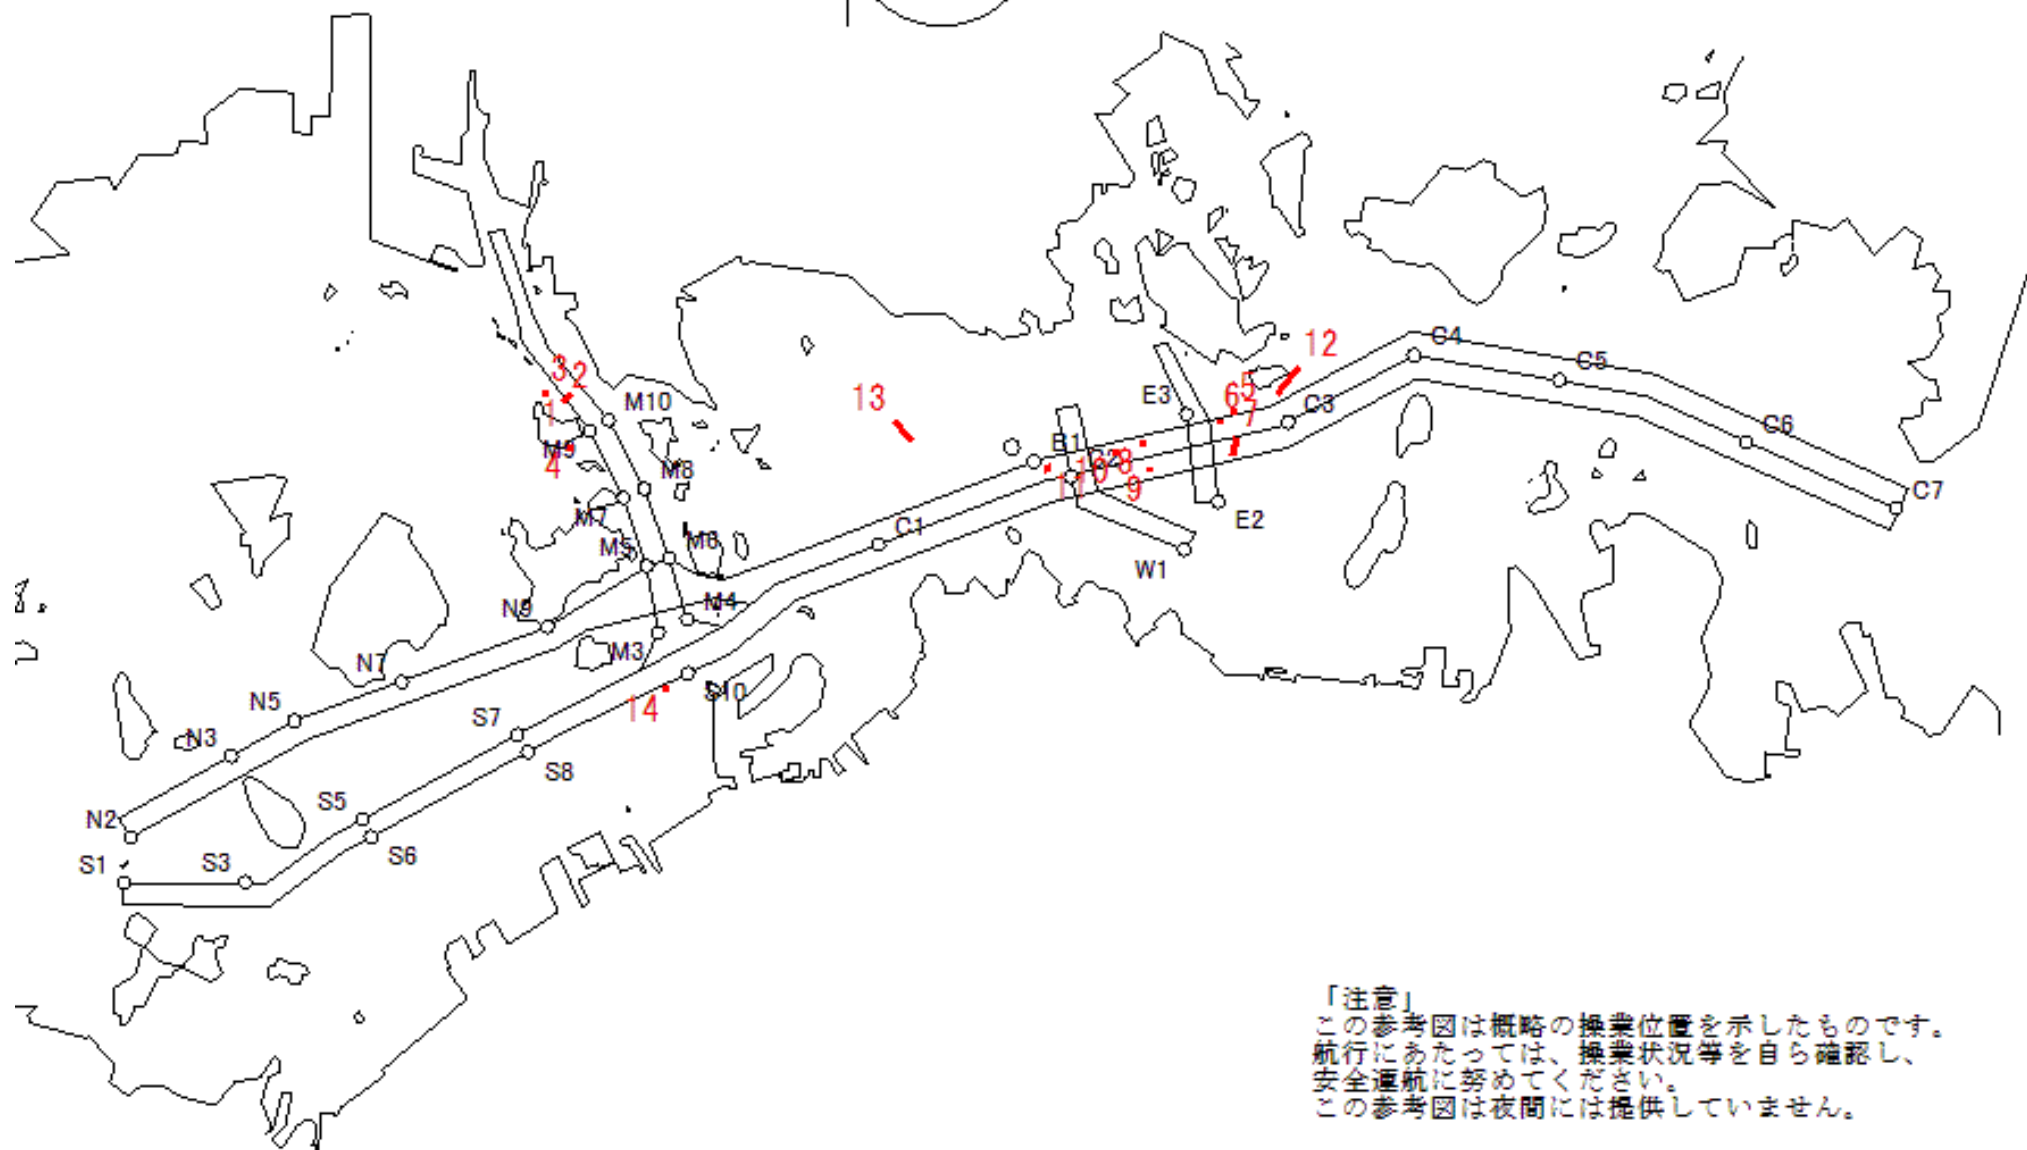 12
C4
C5
3
2
5
13
6
E3
7
1
M10
C3
B1
C6
M9
4
M8
10
C2
8
11
9
C7
M7
E2
C1
M5
M6
W1
N9
M4
N7
M3
S10
14
N5
S7
N3
S8
S5
N2
S6
S1
S3
「注意」
この参考図は概略の操業位置を示したものです。
航行にあたっては、操業状況等を自ら確認し、
安全運航に努めてください。
この参考図は夜間には提供していません。